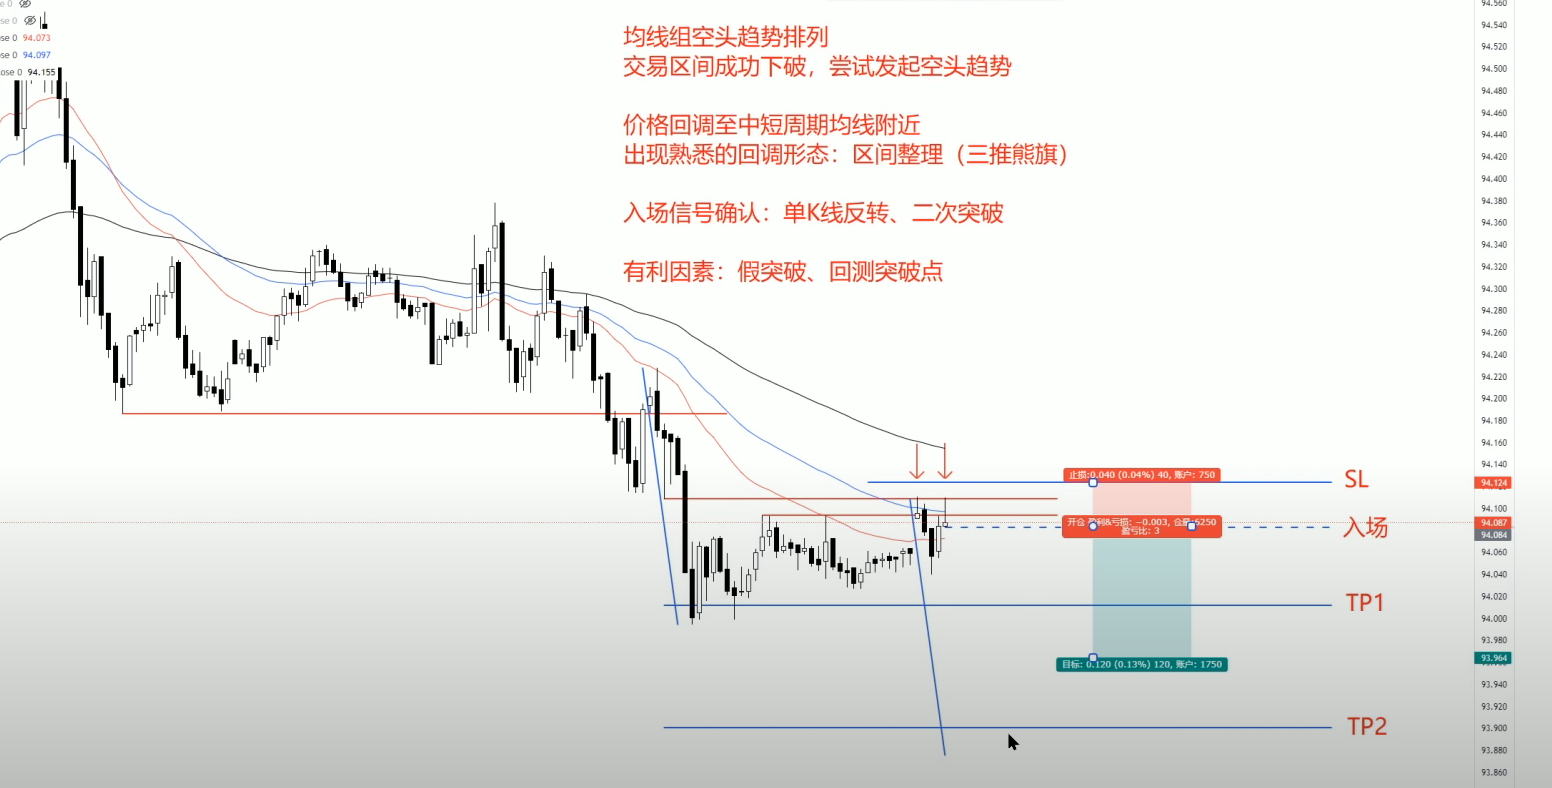 se 0
se 0
se 0 94.073
se 0 94.097
lose 0 94.155
均线组空头趋势排列
交易区间成功下破，尝试发起空头趋势
价格回调至中短周期均线附近
出现熟悉的回调形态：区间整理（三推熊旗）
入场信号确认：单K线反转、二次突破
有利因素：假突破、回测突破点
止损:0.040 (0.04%) 40, 账户: 750
SL
开仓 盈利&亏损: −0.003, 仓量:6250
盈亏比: 3
入场
TP1
目标: 0.120 (0.13%) 120, 账户: 1750
TP2
94.560
94.540
94.520
94.500
94.480
94.460
94.440
94.420
94.400
94.380
94.360
94.340
94.320
94.300
94.280
94.260
94.240
94.220
94.200
94.180
94.160
94.140
94.124
94.100
94.087
94.084
94.060
94.040
94.020
94.000
93.980
93.964
93.940
93.920
93.900
93.880
93.860